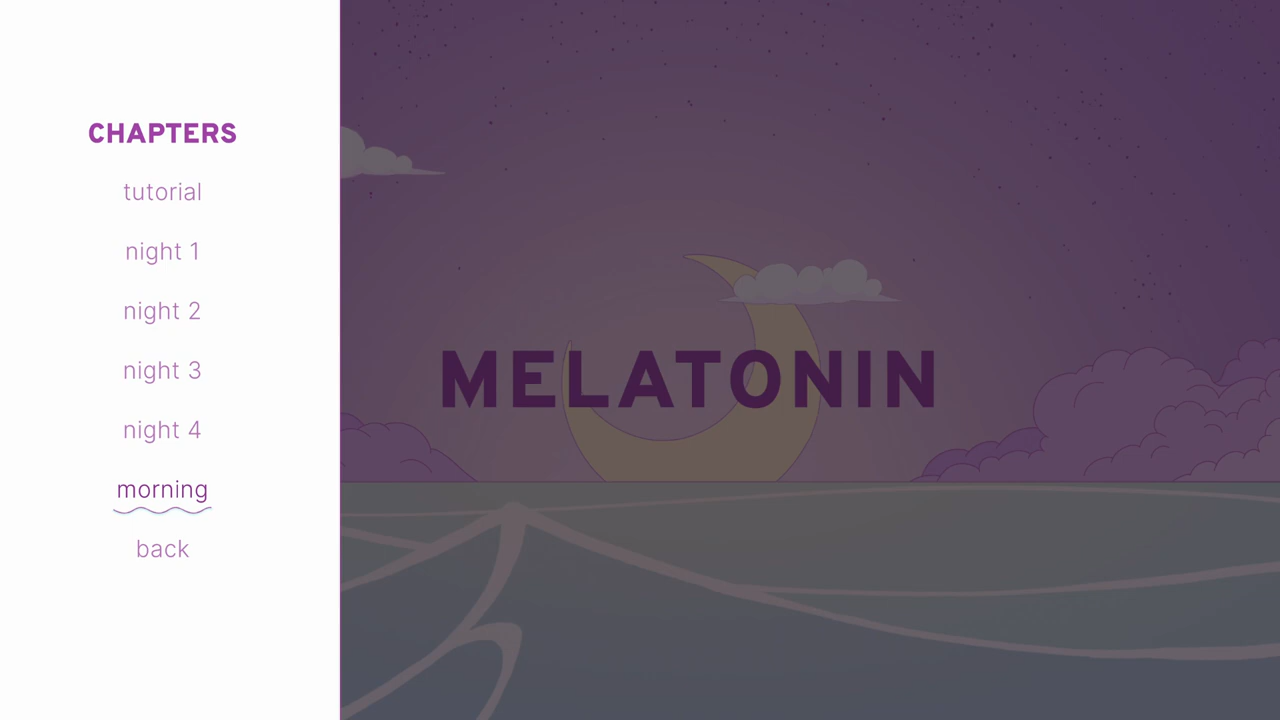 CHAPTERS
tutorial
night 1
night 2
night 3
night 4
morning
back
MELATONIN